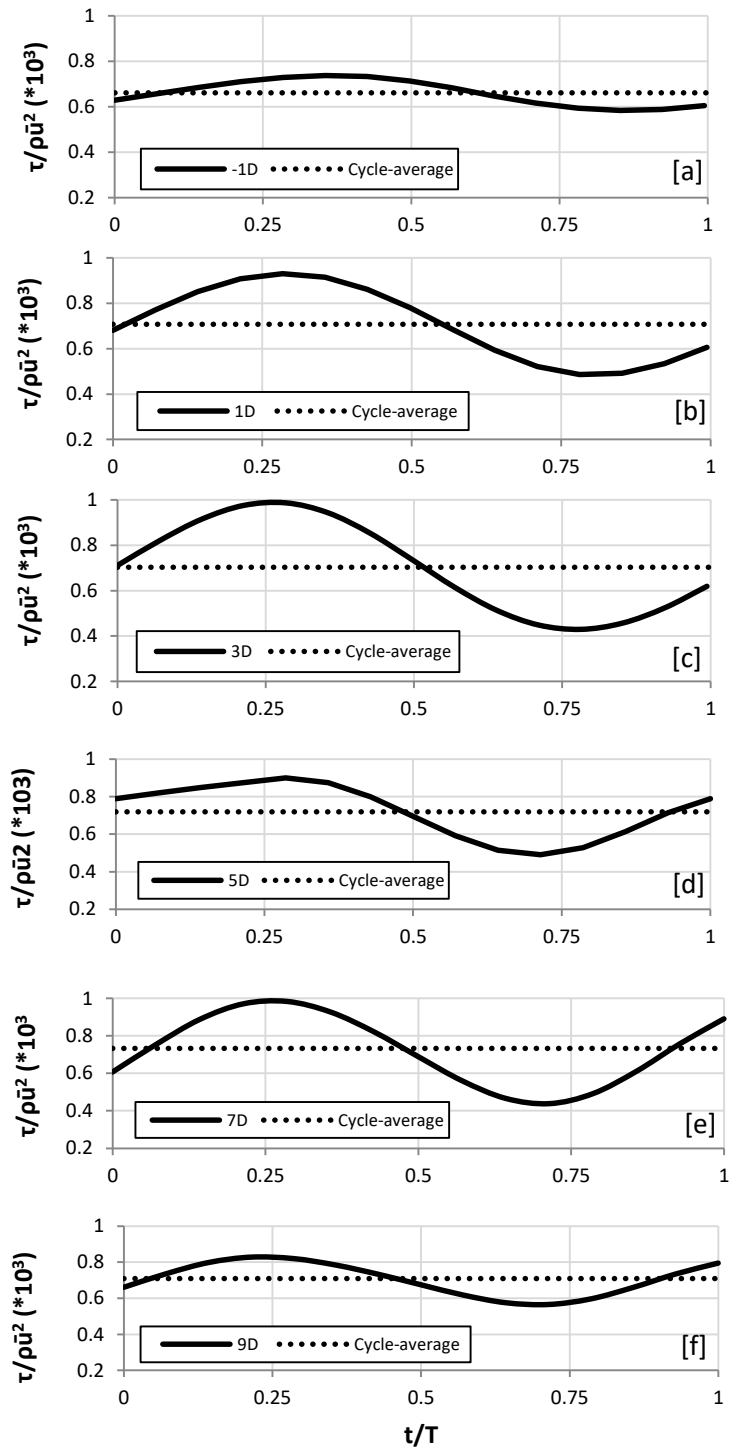 τ/ρū² (*10³)
1
0.8
0.6
0.4
0.2
-1D Cycle-average
[a]
0 0.25 0.5 0.75 1
τ/ρū² (*10³)
1
0.8
0.6
0.4
0.2
1D Cycle-average
[b]
0 0.25 0.5 0.75 1
τ/ρū² (*10³)
1
0.8
0.6
0.4
0.2
3D Cycle-average
[c]
0 0.25 0.5 0.75 1
τ/ρū2 (*103)
1
0.8
0.6
0.4
0.2
5D Cycle-average
[d]
0 0.25 0.5 0.75 1
τ/ρū² (*10³
1
0.8
0.6
0.4
0.2
7D Cycle-average
[e]
0 0.25 0.5 0.75 1
τ/ρū² (*10³)
1
0.8
0.6
0.4
0.2
9D Cycle-average
[f]
0 0.25 0.5 0.75 1
t/T